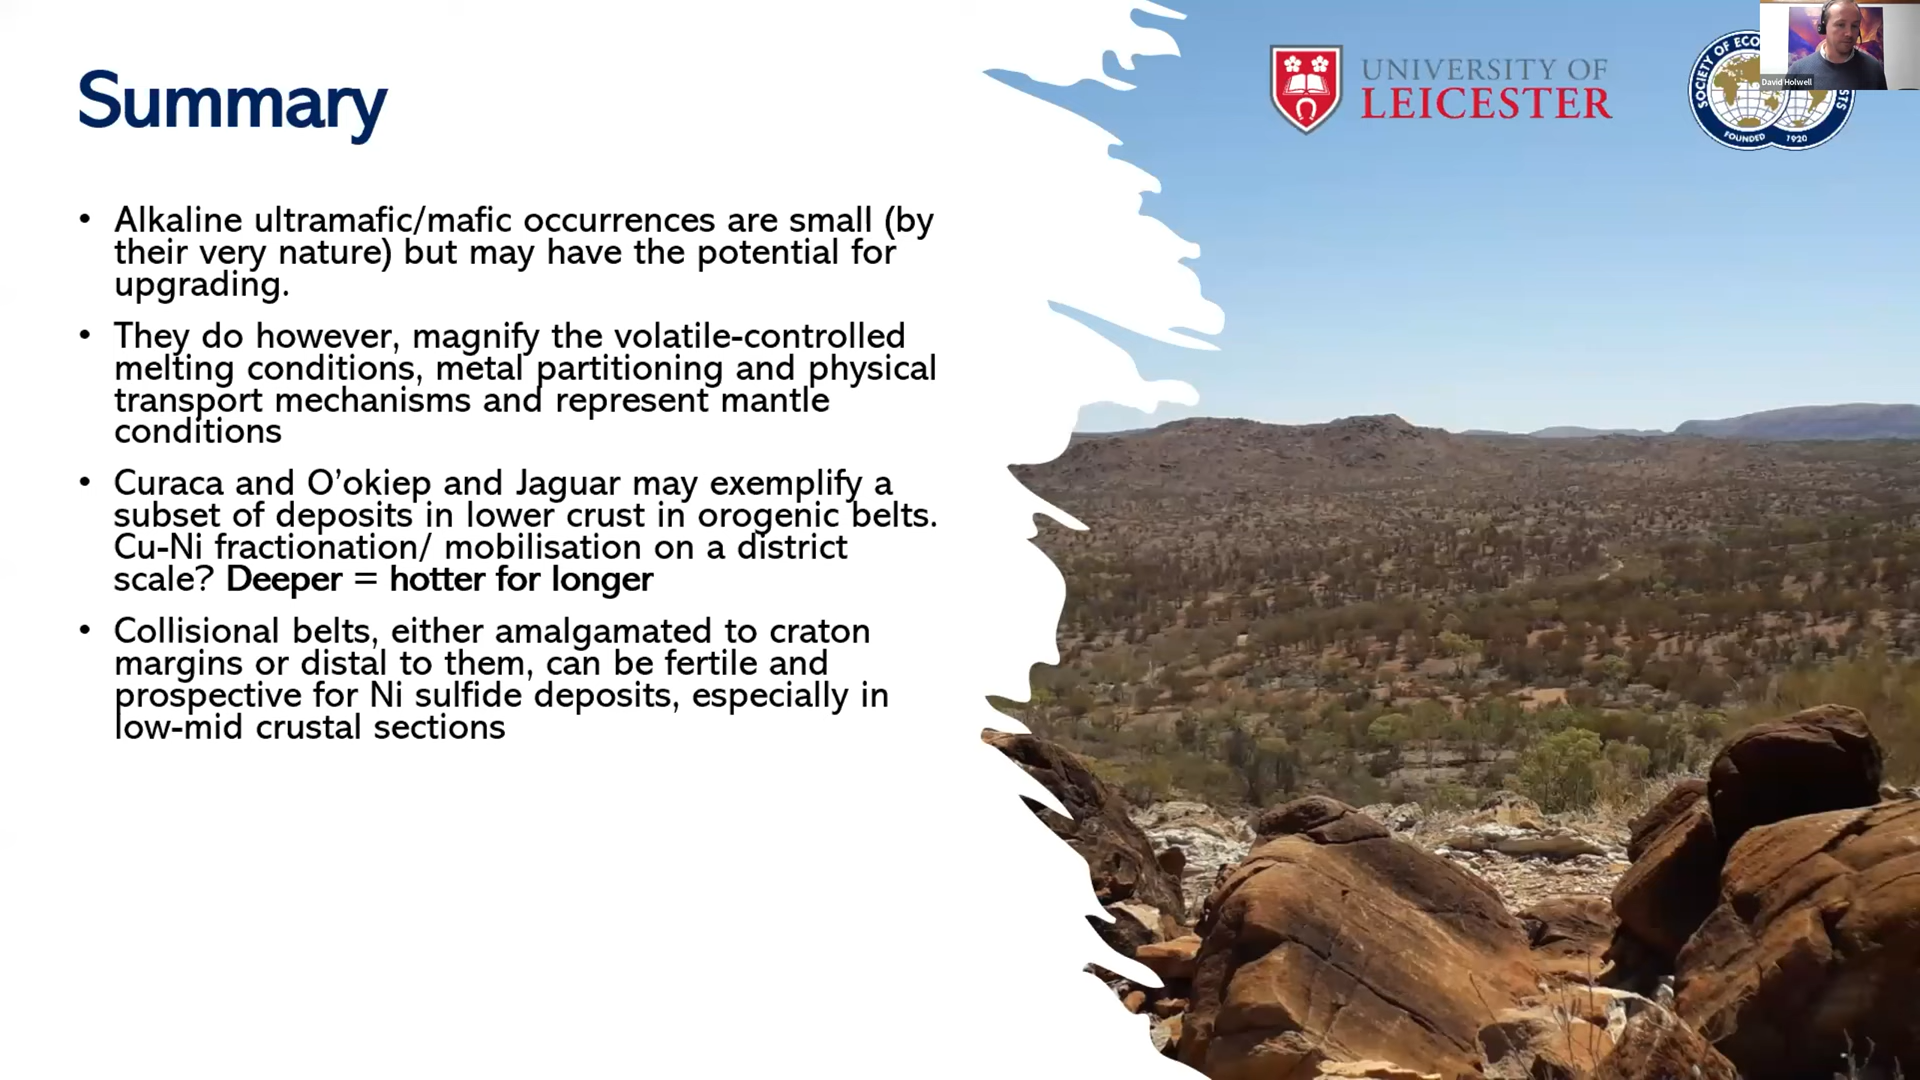 Summary
UNIVERSITY OF
LEICESTER
SOCIETY OF ECO
STS
FOUNDED
1920
David Holwell
• Alkaline ultramafic/mafic occurrences are small (by
their very nature) but may have the potential for
upgrading.
• They do however, magnify the volatile-controlled
melting conditions, metal partitioning and physical
transport mechanisms and represent mantle
conditions
• Curaca and O’okiep and Jaguar may exemplify a
subset of deposits in lower crust in orogenic belts.
Cu-Ni fractionation/ mobilisation on a district
scale? Deeper = hotter for longer
• Collisional belts, either amalgamated to craton
margins or distal to them, can be fertile and
prospective for Ni sulfide deposits, especially in
low-mid crustal sections